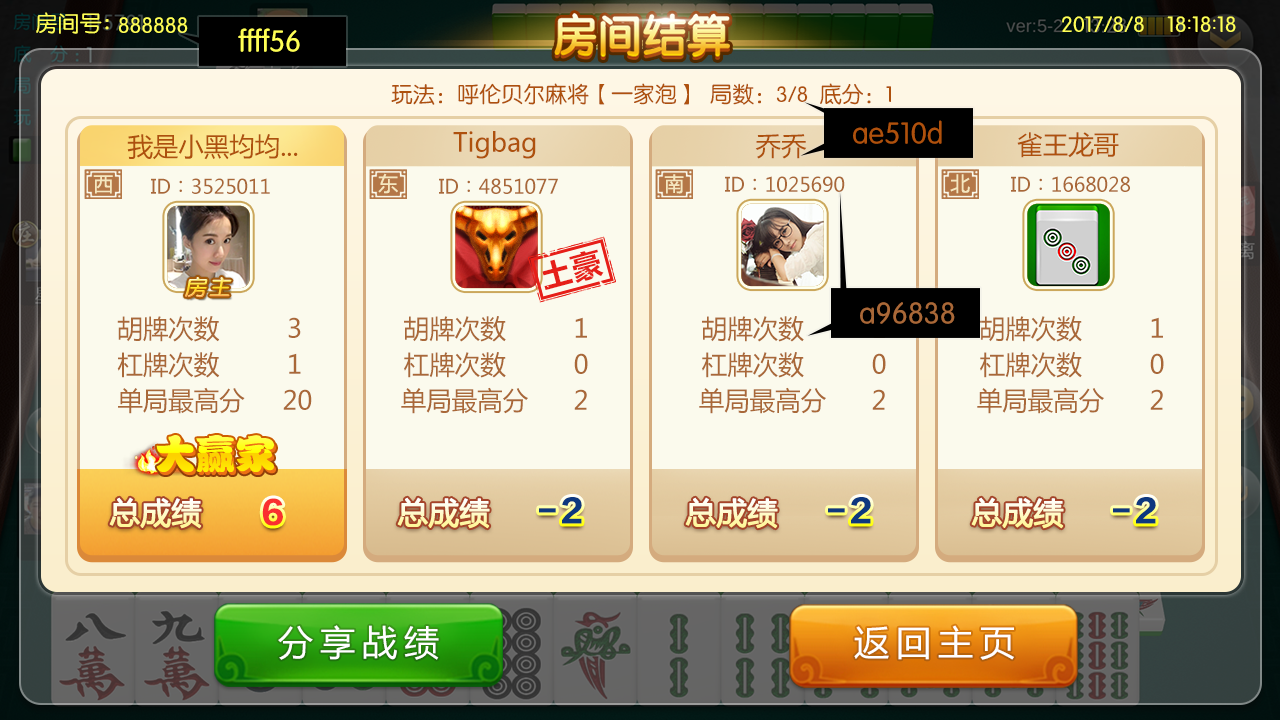 房间号：888888
ffff56
房间结算
ver:5-2
2017/8/8 18:18:18
玩法：呼伦贝尔麻将【一家泡】 局数：3/8 底分：1
ae510d
我是小黑均均...
西
ID：3525011
房主
胡牌次数 3
杠牌次数 1
单局最高分 20
大赢家
总成绩 6
Tigbag
东
ID：4851077
土豪
胡牌次数 1
杠牌次数 0
单局最高分 2
总成绩 -2
乔乔
南
ID：1025690
a96838
胡牌次数
杠牌次数 0
单局最高分 2
总成绩 -2
雀王龙哥
北
ID：1668028
胡牌次数 1
杠牌次数 0
单局最高分 2
总成绩 -2
八萬
九萬
分享战绩
返回主页